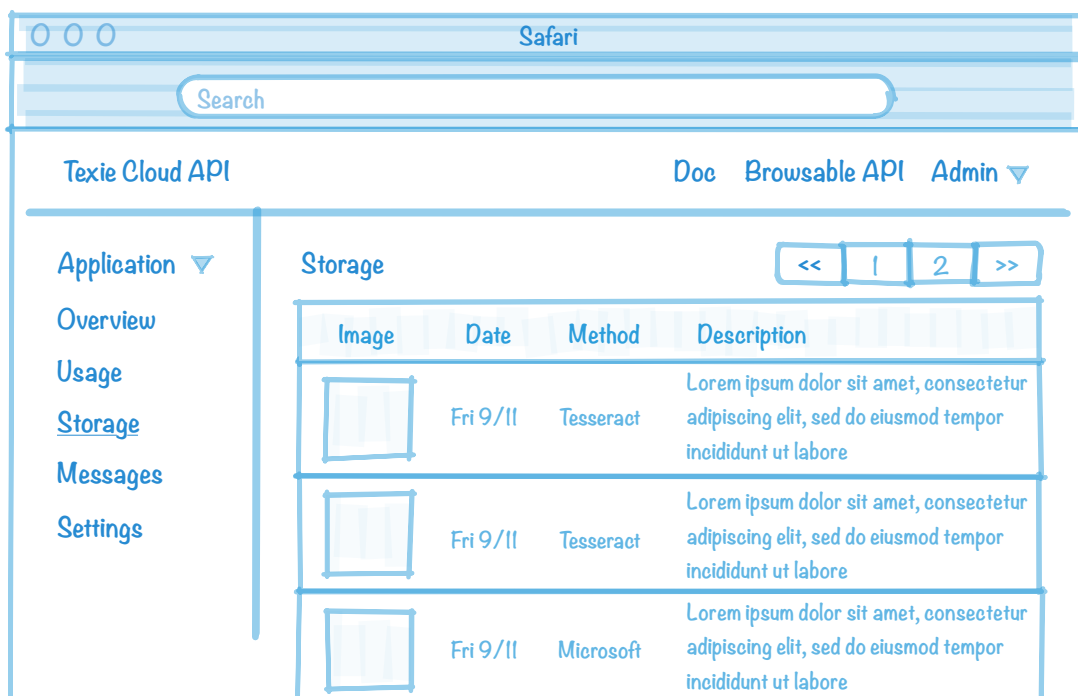 Safari
Search
Texie Cloud API
Doc Browsable API Admin
Application
Overview
Usage
Storage
Messages
Settings
Storage
<< 1 2 >>
Image Date Method Description
Fri 9/11 Tesseract
Lorem ipsum dolor sit amet, consectetur
adipiscing elit, sed do eiusmod tempor
incididunt ut labore
Fri 9/11 Tesseract
Lorem ipsum dolor sit amet, consectetur
adipiscing elit, sed do eiusmod tempor
incididunt ut labore
Fri 9/11 Microsoft
Lorem ipsum dolor sit amet, consectetur
adipiscing elit, sed do eiusmod tempor
incididunt ut labore